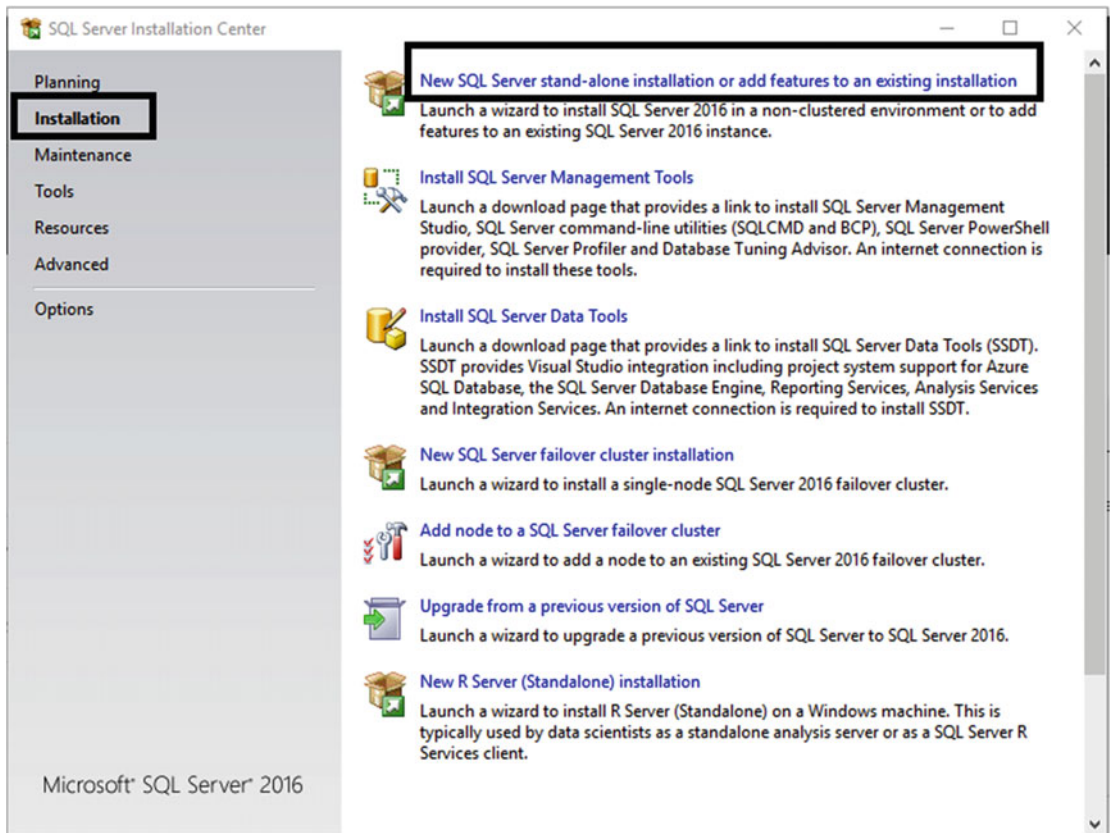 SQL Server Installation Center
Planning
Installation
Maintenance
Tools
Resources
Advanced
Options
Microsoft® SQL Server® 2016
New SQL Server stand-alone installation or add features to an existing installation
Launch a wizard to install SQL Server 2016 in a non-clustered environment or to add
features to an existing SQL Server 2016 instance.
Install SQL Server Management Tools
Launch a download page that provides a link to install SQL Server Management
Studio, SQL Server command-line utilities (SQLCMD and BCP), SQL Server PowerShell
provider, SQL Server Profiler and Database Tuning Advisor. An internet connection is
required to install these tools.
Install SQL Server Data Tools
Launch a download page that provides a link to install SQL Server Data Tools (SSDT).
SSDT provides Visual Studio integration including project system support for Azure
SQL Database, the SQL Server Database Engine, Reporting Services, Analysis Services
and Integration Services. An internet connection is required to install SSDT.
New SQL Server failover cluster installation
Launch a wizard to install a single-node SQL Server 2016 failover cluster.
Add node to a SQL Server failover cluster
Launch a wizard to add a node to an existing SQL Server 2016 failover cluster.
Upgrade from a previous version of SQL Server
Launch a wizard to upgrade a previous version of SQL Server to SQL Server 2016.
New R Server (Standalone) installation
Launch a wizard to install R Server (Standalone) on a Windows machine. This is
typically used by data scientists as a standalone analysis server or as a SQL Server R
Services client.